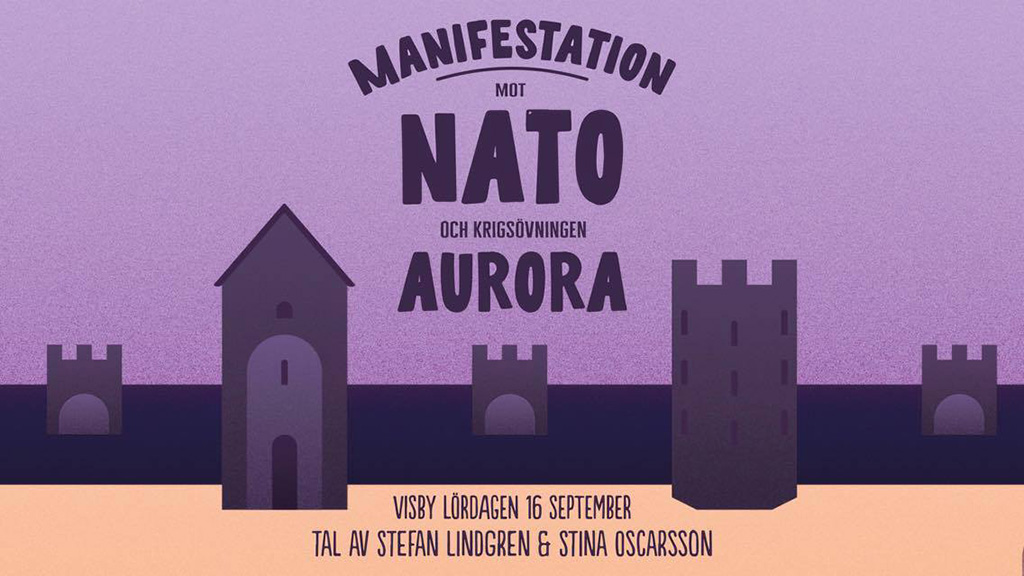 MANIFESTATION
MOT
NATO
OCH KRIGSÖVNINGEN
AURORA
VISBY LÖRDAGEN 16 SEPTEMBER
TAL AV STEFAN LINDGREN & STINA OSCARSSON